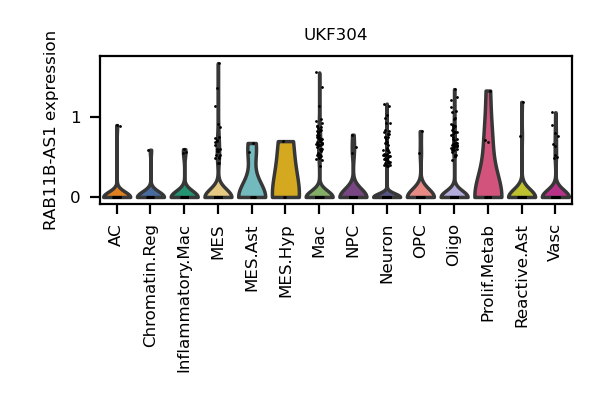 UKF304
RAB11B-AS1 expression
1
0
AC
Chromatin.Reg
Inflammatory.Mac
MES
MES.Ast
MES.Hyp
Mac
NPC
Neuron
OPC
Oligo
Prolif.Metab
Reactive.Ast
Vasc